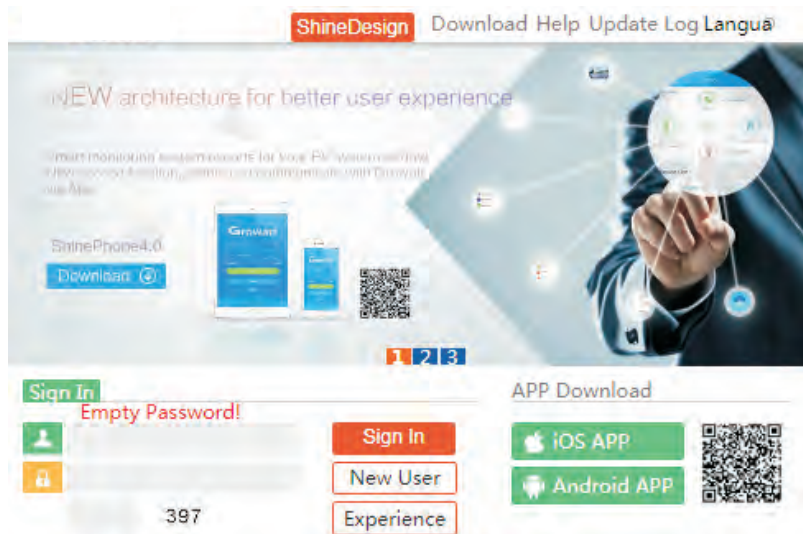 ShineDesign Download Help Update Log Langua
NEW architecture for better user experience
ShinePhone4.0
Download
Growatt
1 2 3
Sign In
APP Download
Empty Password!
Sign In
iOS APP
New User
Android APP
397
Experience